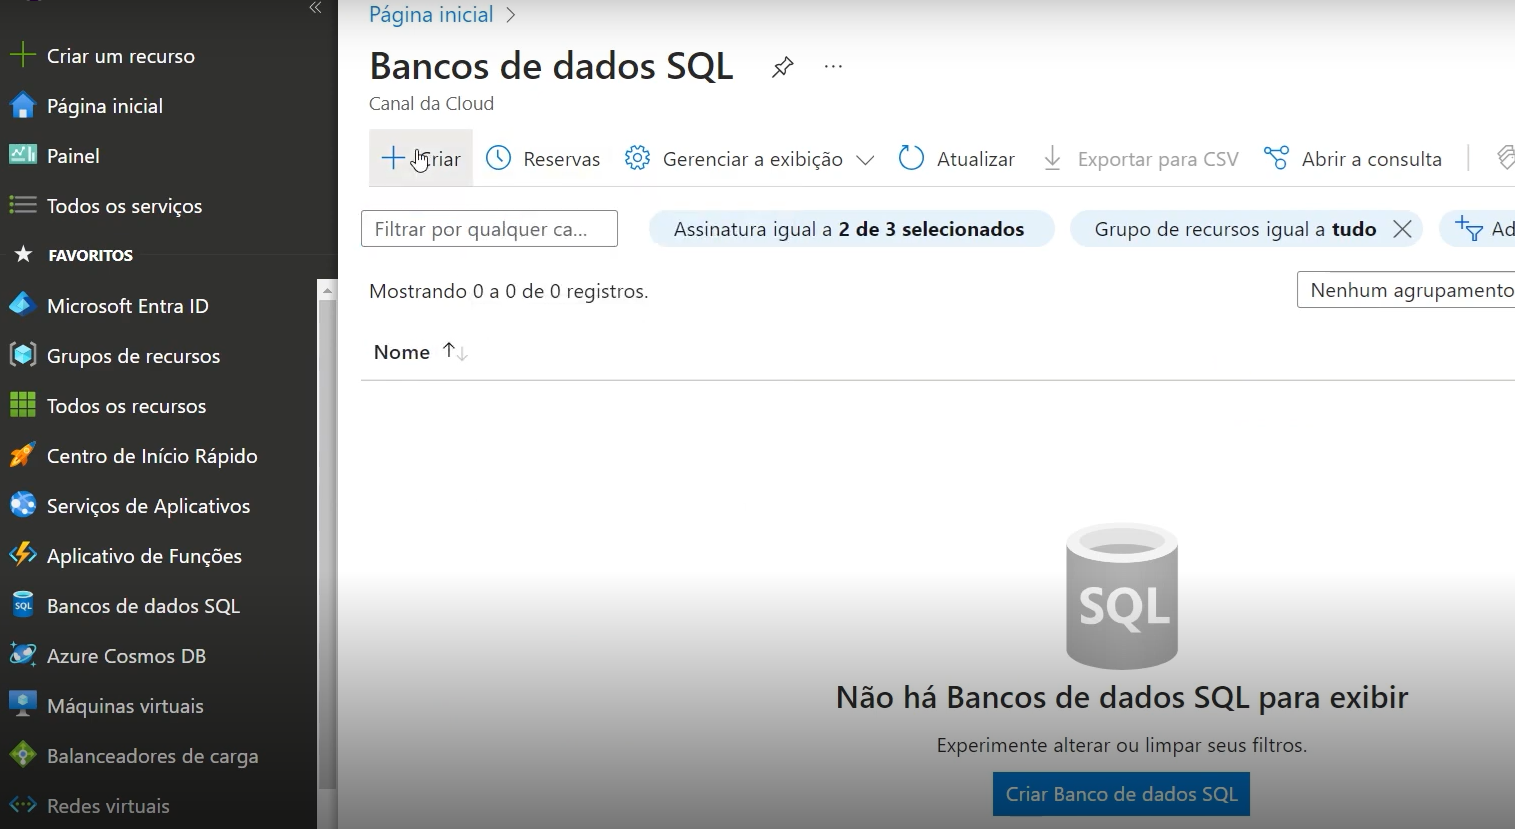 Página inicial >
Bancos de dados SQL ...
Canal da Cloud
Criar um recurso
Página inicial
Painel
Todos os serviços
FAVORITOS
Microsoft Entra ID
Grupos de recursos
Todos os recursos
Centro de Início Rápido
Serviços de Aplicativos
Aplicativo de Funções
SQL Bancos de dados SQL
Azure Cosmos DB
Máquinas virtuais
Balanceadores de carga
Redes virtuais
Criar Reservas Gerenciar a exibição Atualizar Exportar para CSV Abrir a consulta
Filtrar por qualquer ca... Assinatura igual a 2 de 3 selecionados Grupo de recursos igual a tudo Ad
Mostrando 0 a 0 de 0 registros. Nenhum agrupamento
Nome
SQL
Não há Bancos de dados SQL para exibir
Experimente alterar ou limpar seus filtros.
Criar Banco de dados SQL